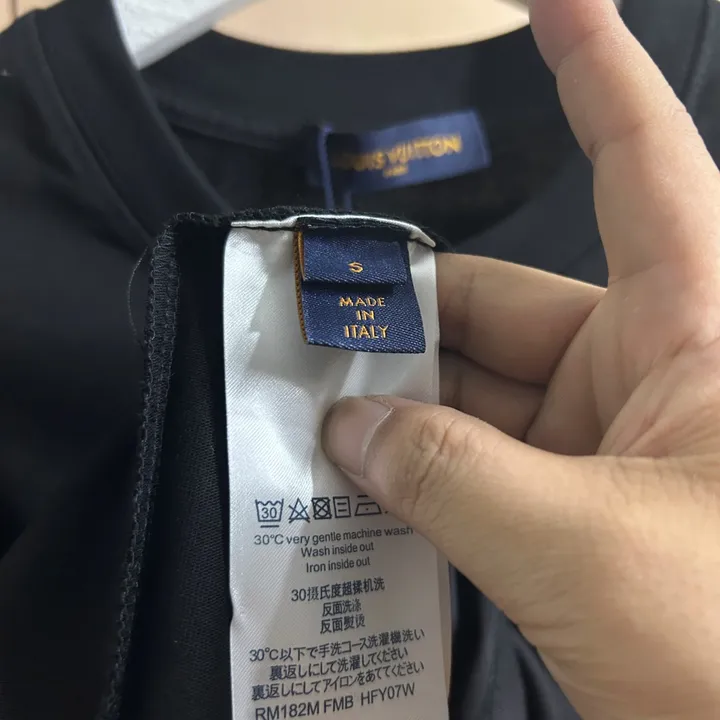 LOUIS VUITTON
S
MADE
IN
ITALY
30
30°C very gentle machine wash
Wash inside out
Iron inside out
30摄氏度超揉机洗
反面洗涤
反面熨烫
30°C以下で手洗コース洗濯機洗い
裏返しにして洗濯してください
裏返しにしてアイロンをあててください
RM182M FMB HFY07W